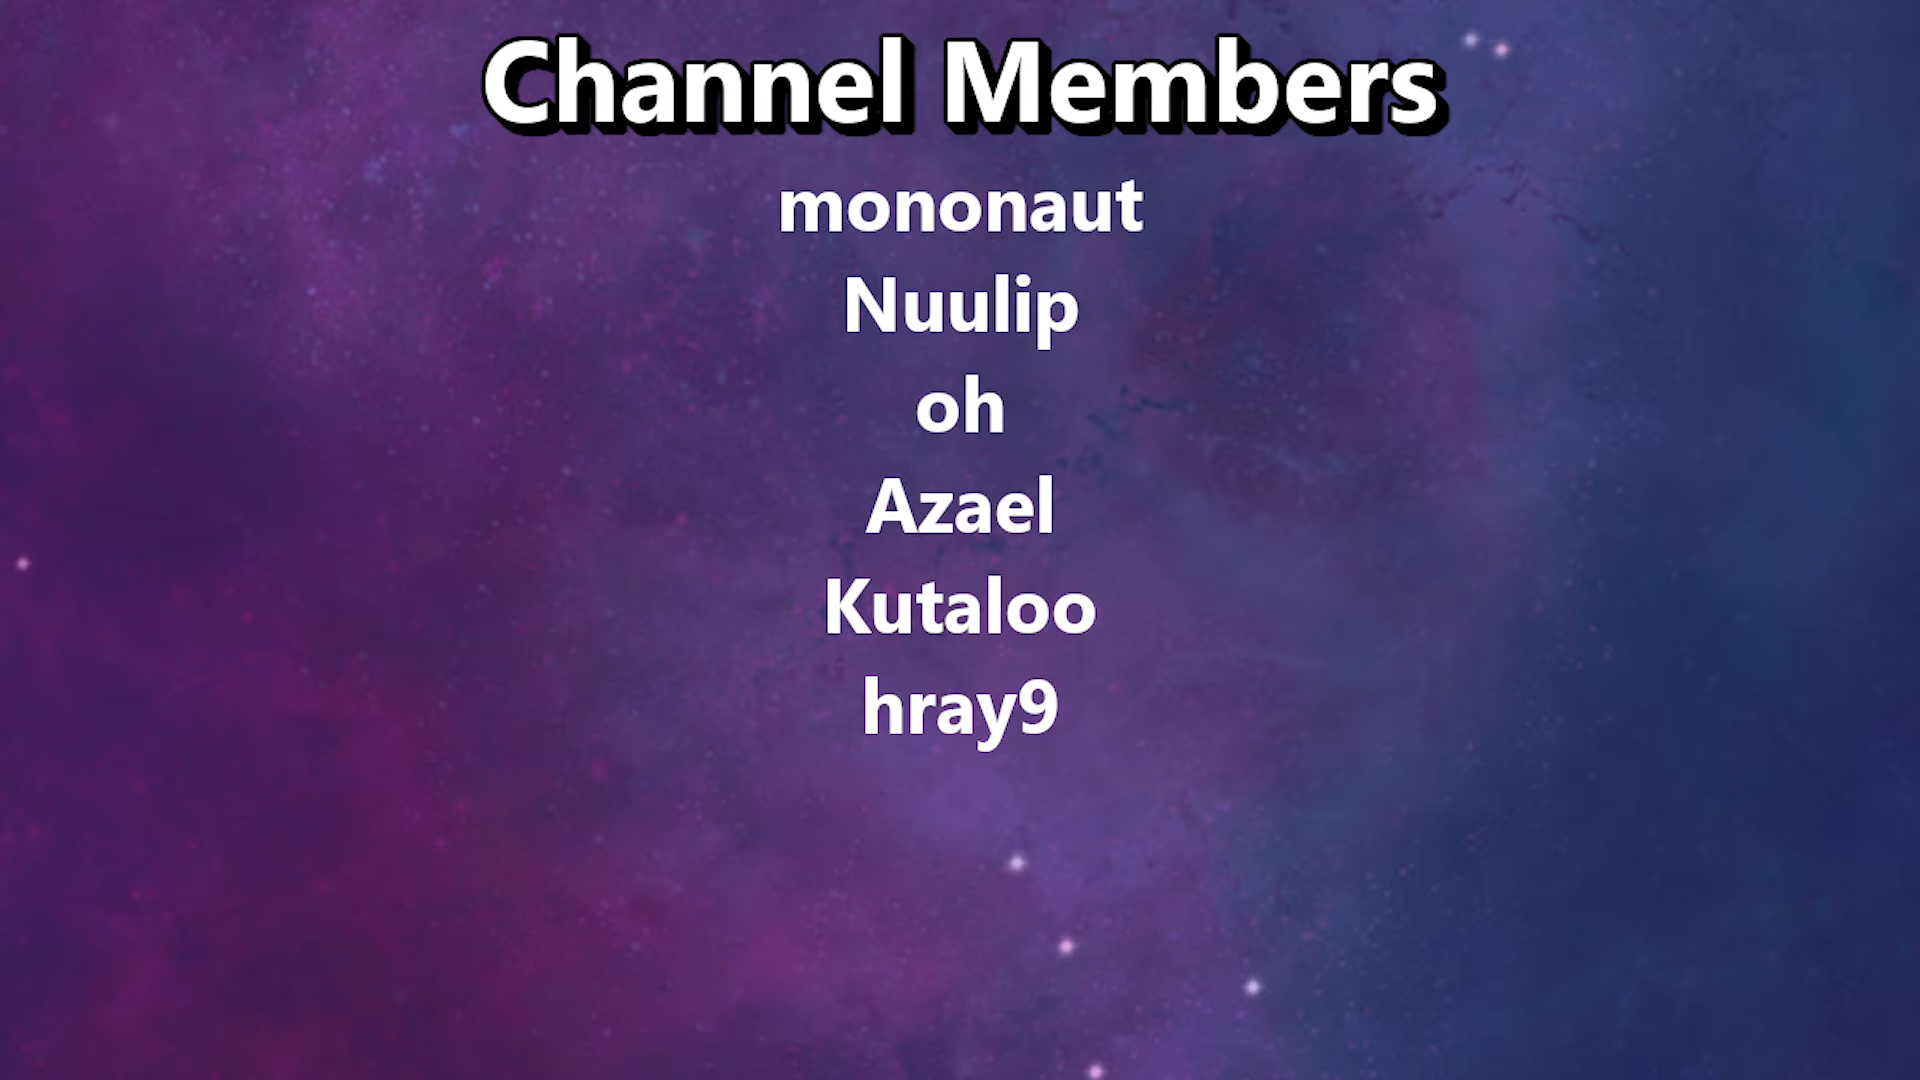 Channel Members
mononaut
Nuulip
oh
Azael
Kutaloo
hray9